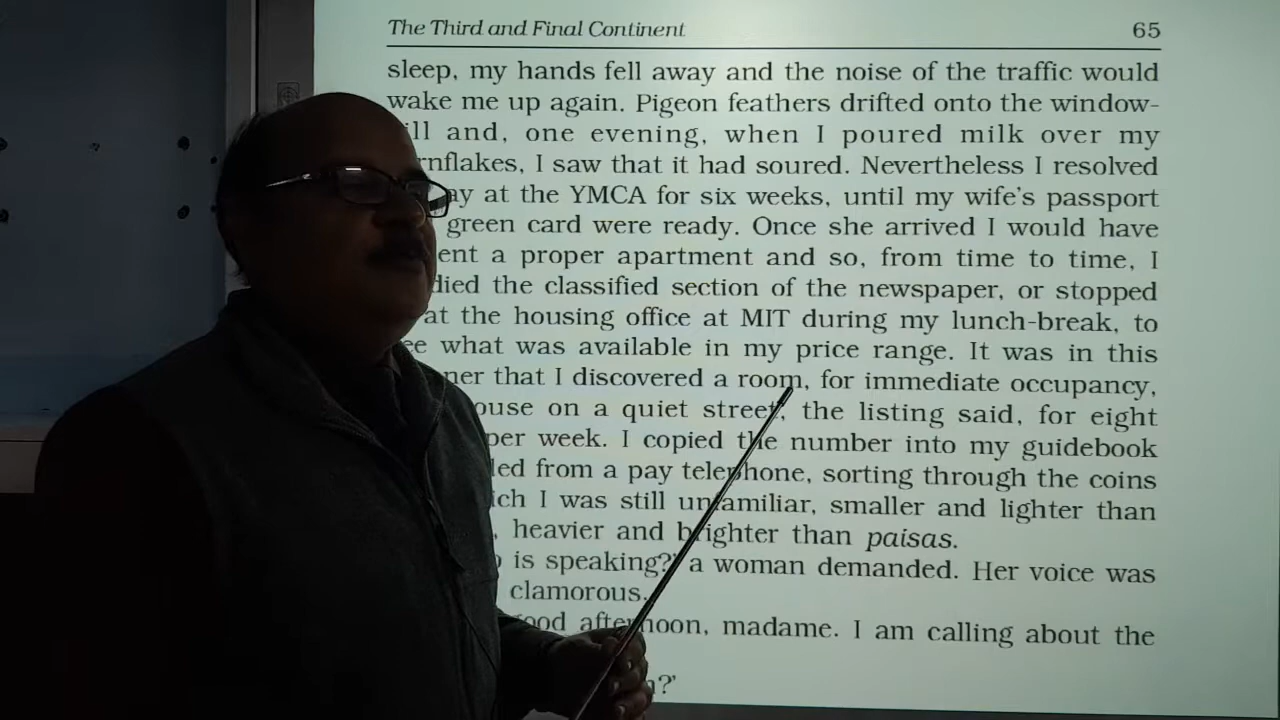 The Third and Final Continent 65
sleep, my hands fell away and the noise of the traffic would
wake me up again. Pigeon feathers drifted onto the window-
ill and, one evening, when I poured milk over my
rnflakes, I saw that it had soured. Nevertheless I resolved
ay at the YMCA for six weeks, until my wife's passport
green card were ready. Once she arrived I would have
ent a proper apartment and so, from time to time, I
died the classified section of the newspaper, or stopped
at the housing office at MIT during my lunch-break, to
ee what was available in my price range. It was in this
ner that I discovered a room, for immediate occupancy,
ouse on a quiet street, the listing said, for eight
per week. I copied the number into my guidebook
led from a pay telephone, sorting through the coins
ich I was still unfamiliar, smaller and lighter than
, heavier and brighter than paisas.
is speaking?' a woman demanded. Her voice was
clamorous.
ood afternoon, madame. I am calling about the
?'